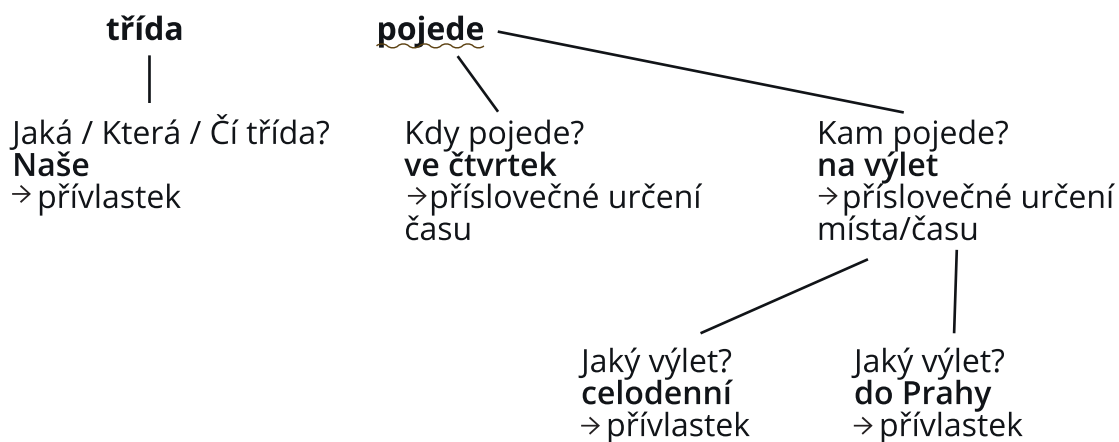 třída
pojede
Jaká / Která / Čí třída?
Naše
→ přívlastek
Kdy pojede?
ve čtvrtek
→příslovečné určení
času
Kam pojede?
na výlet
→příslovečné určení
místa/času
Jaký výlet?
celodenní
→ přívlastek
Jaký výlet?
do Prahy
→ přívlastek